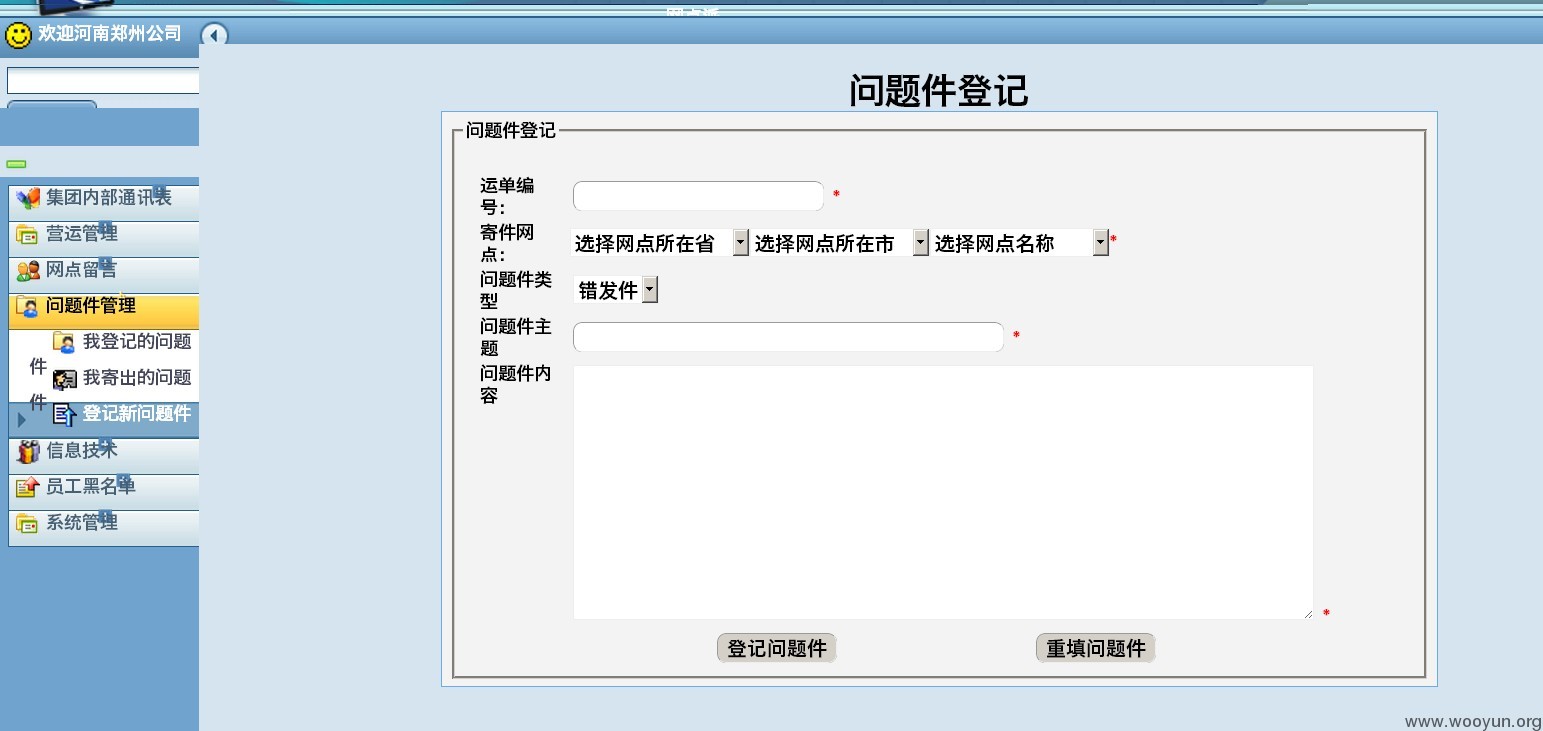 欢迎河南郑州公司
集团内部通讯表
营运管理
网点留言
问题件管理
我登记的问题
件
我寄出的问题
件
登记新问题件
信息技术
员工黑名单
系统管理
问题件登记
问题件登记
运单编
号:
*
寄件网
点:
选择网点所在省 选择网点所在市 选择网点名称 *
问题件类
型
错发件
问题件主
题
*
问题件内
容
*
登记问题件 重填问题件
www.wooyun.org